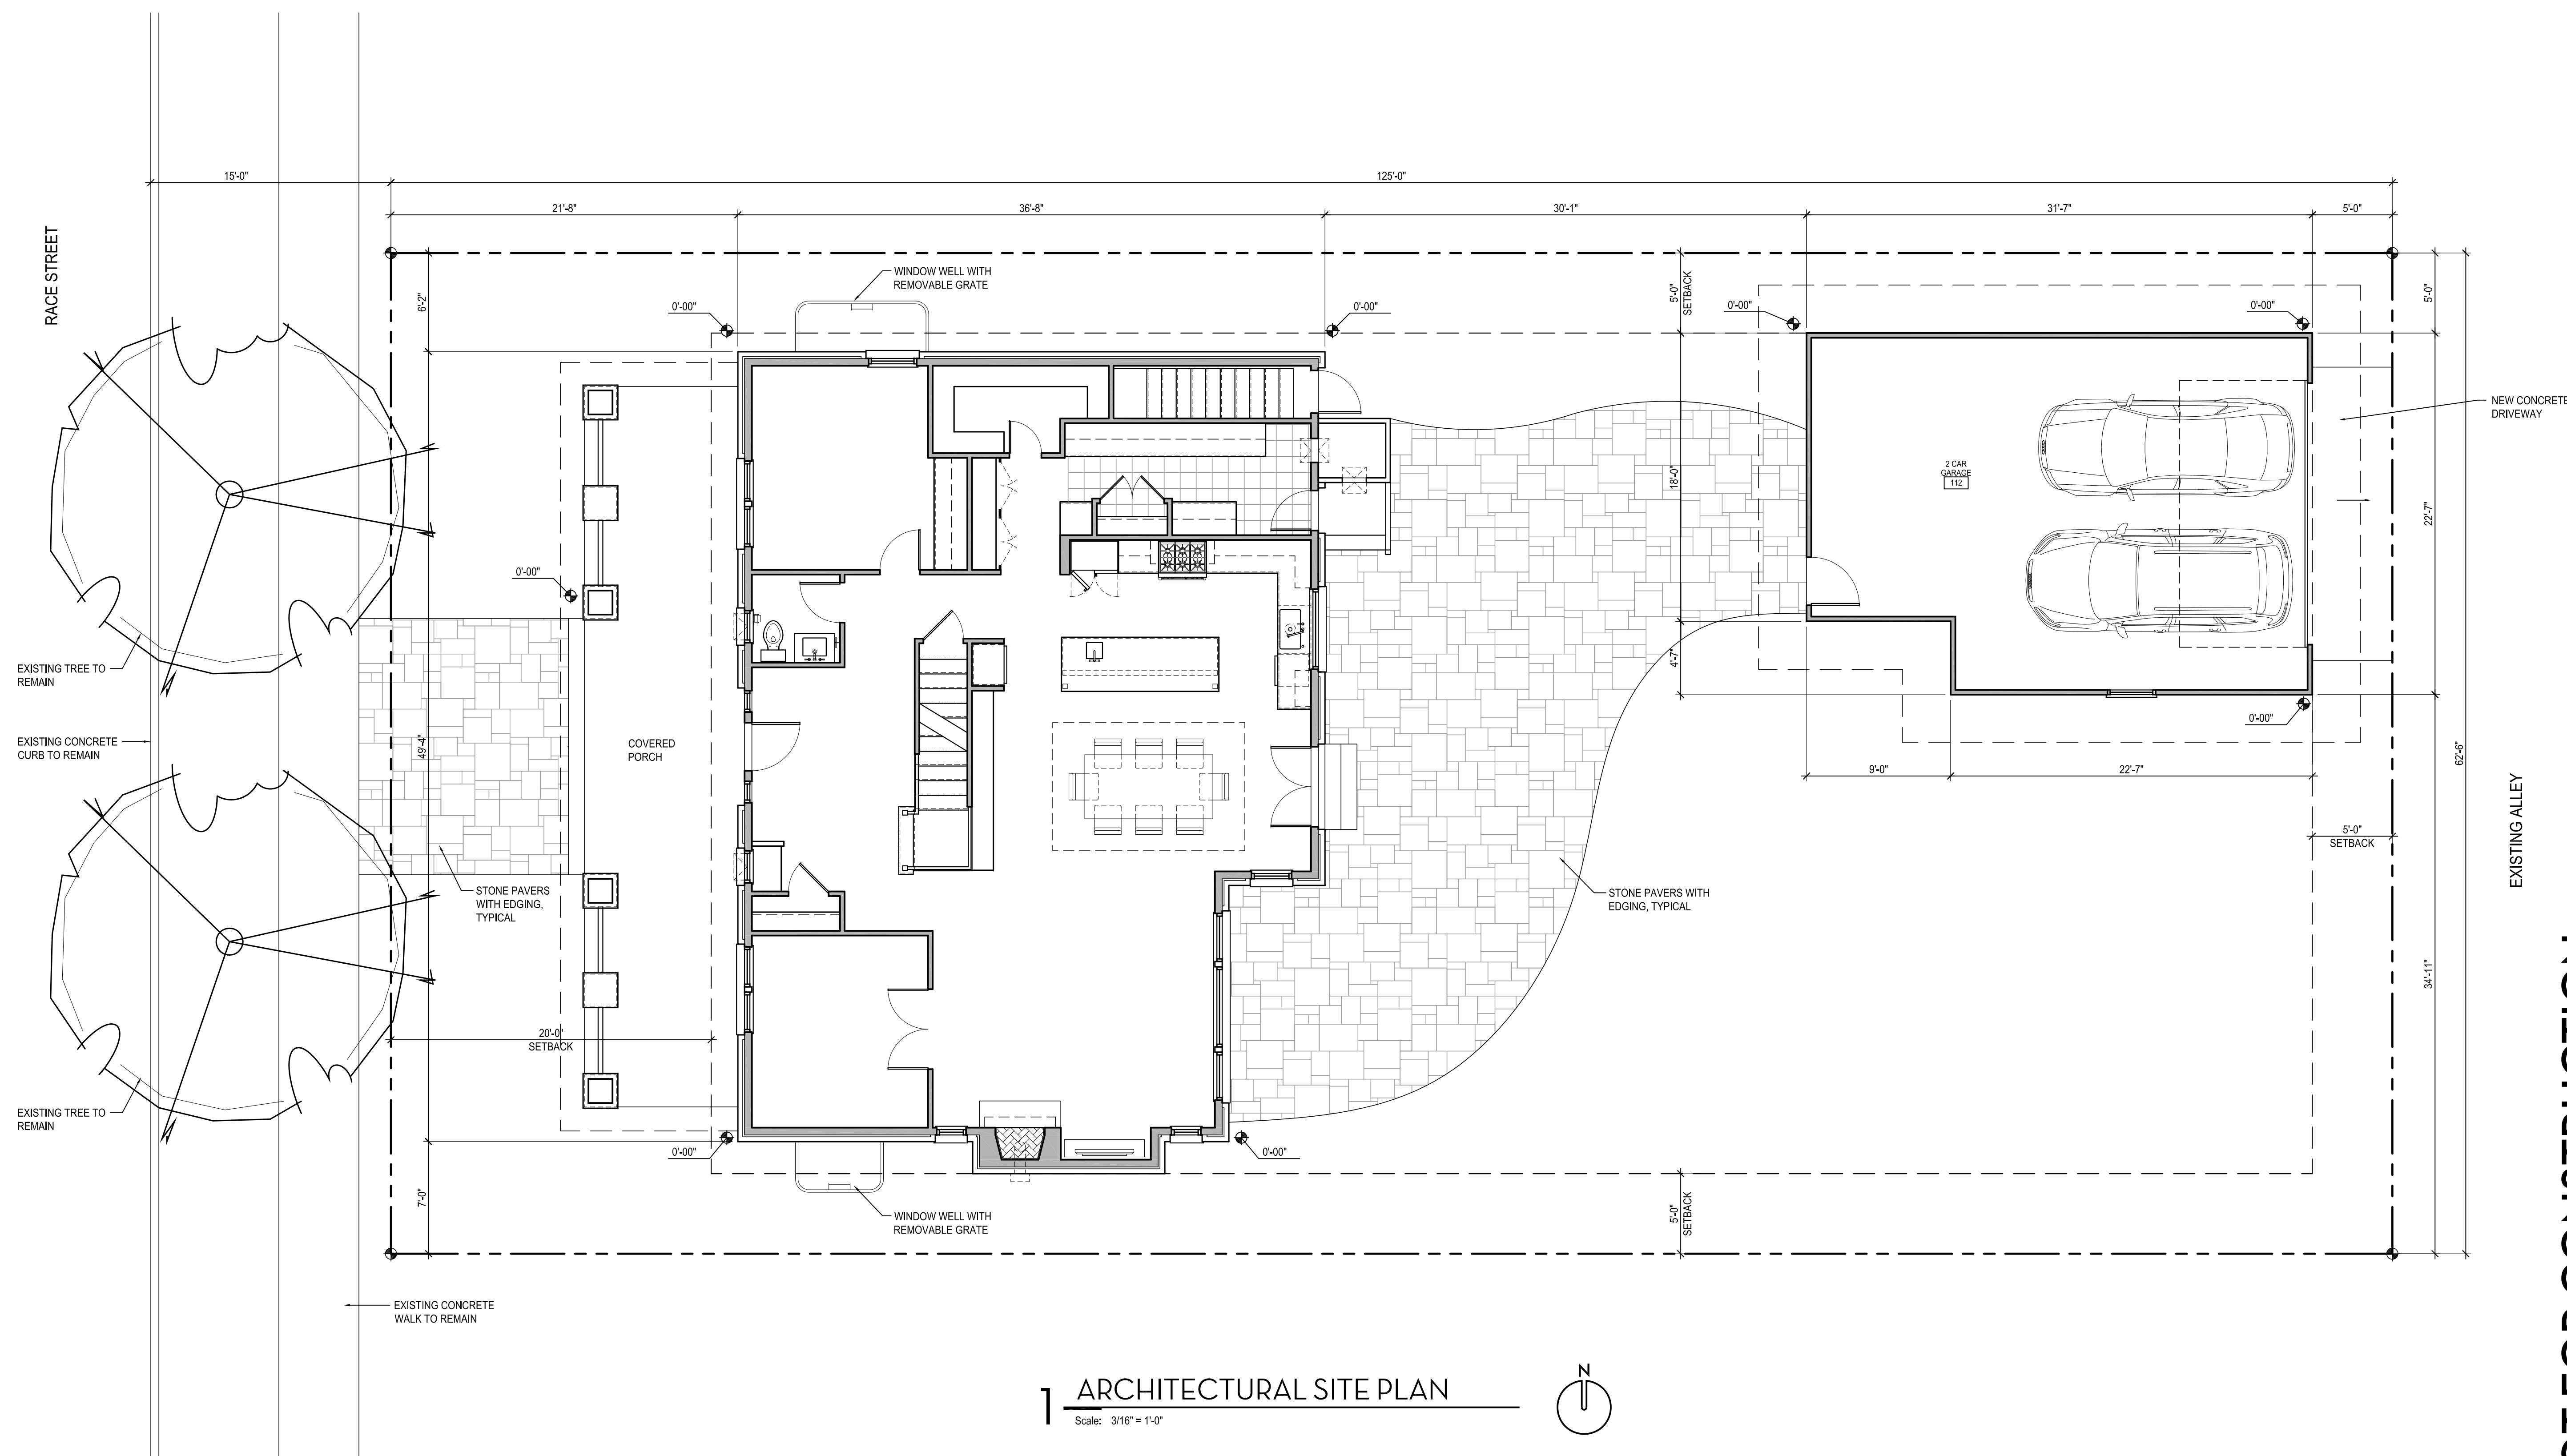 15'-0"
125'-0"
21'-8"
36'-8"
30'-1"
31'-7"
5'-0"
RACE STREET
6'-2"
WINDOW WELL WITH
REMOVABLE GRATE
0'-00"
0'-00"
5'-0"
SETBACK
0'-00"
0'-00"
5'-0"
NEW CONCRETE
DRIVEWAY
2 CAR
GARAGE
112
18'-0"
22'-7"
0'-00"
EXISTING TREE TO
REMAIN
4'-7"
0'-00"
EXISTING CONCRETE
CURB TO REMAIN
49'-4"
COVERED
PORCH
9'-0"
22'-7"
62'-6"
EXISTING ALLEY
5'-0"
SETBACK
STONE PAVERS
WITH EDGING,
TYPICAL
STONE PAVERS WITH
EDGING, TYPICAL
34'-11"
20'-0"
SETBACK
EXISTING TREE TO
REMAIN
0'-00"
0'-00"
7'-0"
WINDOW WELL WITH
REMOVABLE GRATE
5'-0"
SETBACK
EXISTING CONCRETE
WALK TO REMAIN
1 ARCHITECTURAL SITE PLAN
Scale: 3/16" = 1'-0"
N
FOR CONSTRUCTION